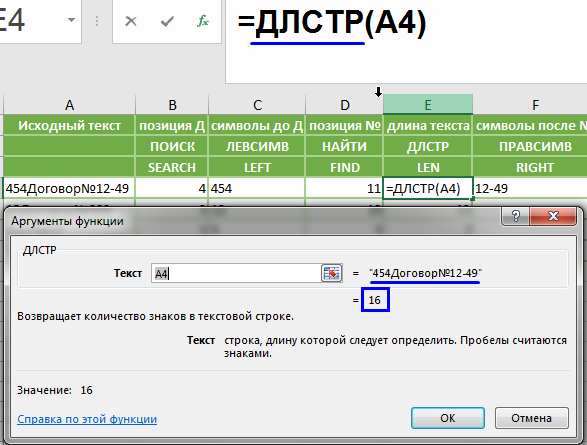 E4
=ДЛСТР(A4)
A B C D E F
Исходный текст позиция Д символы до Д позиция № длина текста символы после №
ПОИСК ЛЕВСИМВ НАЙТИ ДЛСТР ПРАВСИМВ
SEARCH LEFT FIND LEN RIGHT
454Договор№12-49 4 454 11 =ДЛСТР(A4) 12-49
Аргументы функции
ДЛСТР
Текст A4 = "454Договор№12-49"
= 16
Возвращает количество знаков в текстовой строке.
Текст строка, длину которой следует определить. Пробелы считаются
знаками.
Значение: 16
Справка по этой функции ОК Отмена